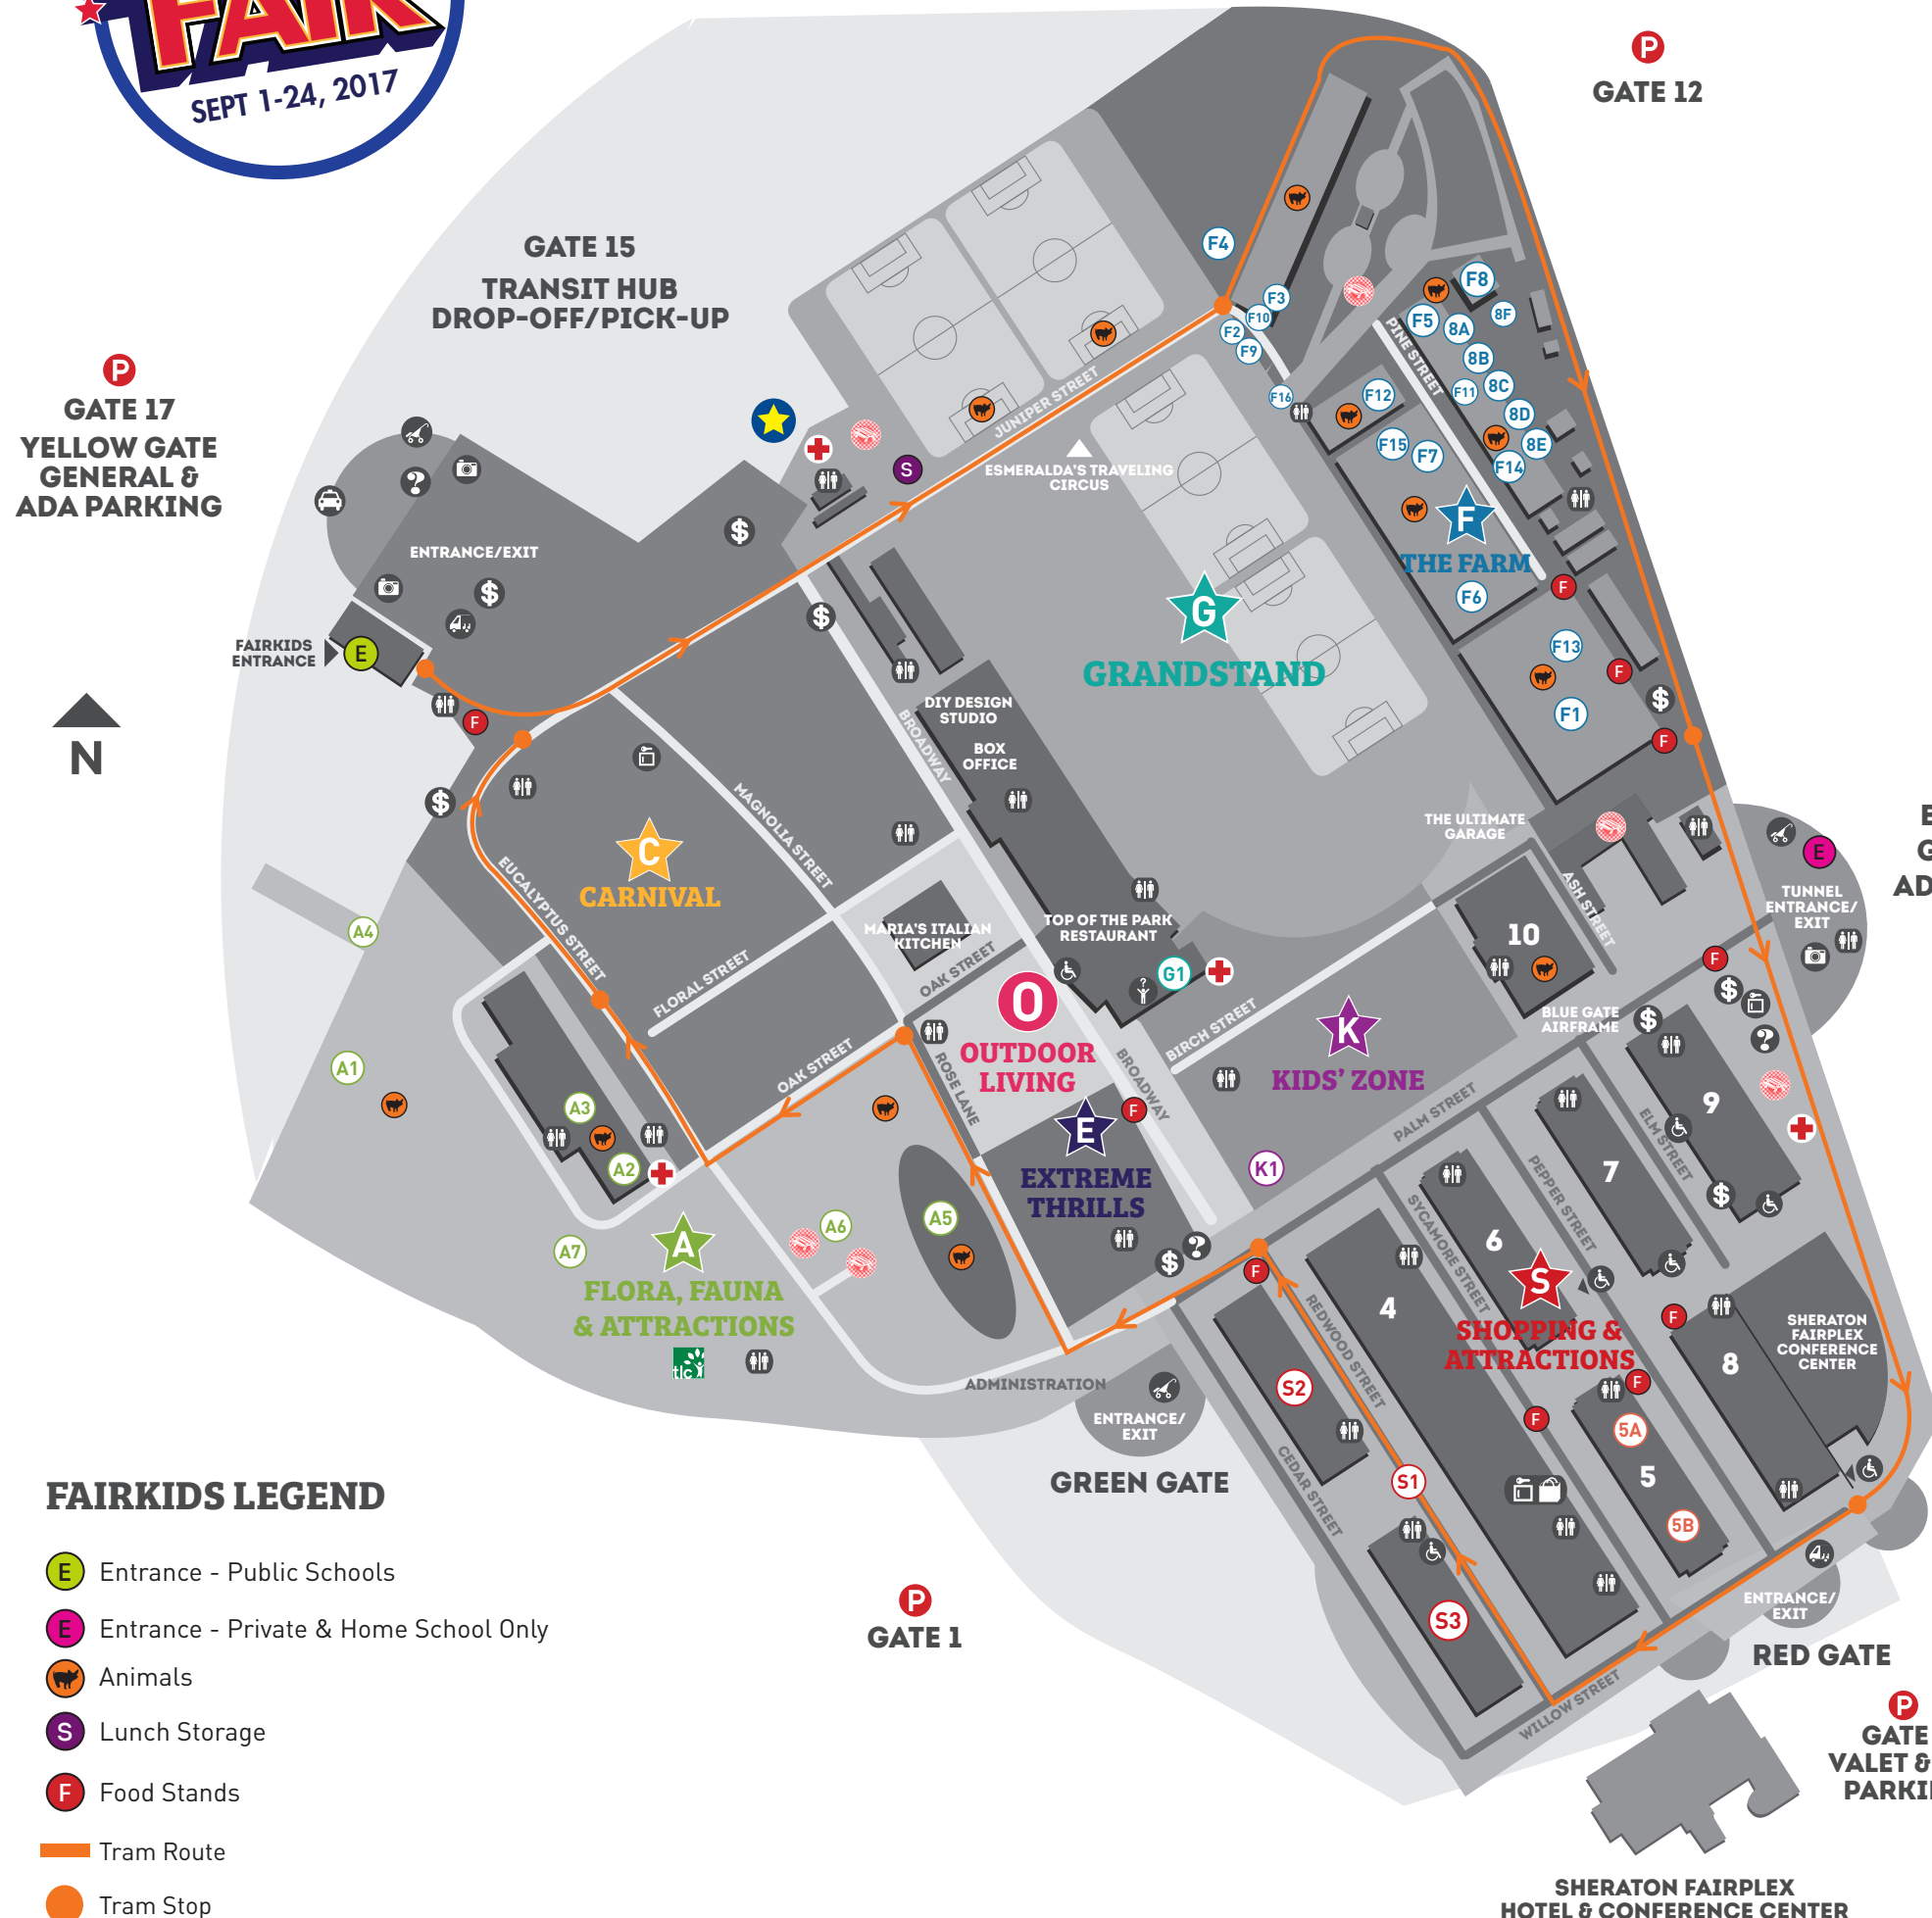 FAIR
SEPT 1-24, 2017
P
GATE 12
GATE 15
TRANSIT HUB
DROP-OFF/PICK-UP
P
GATE 17
YELLOW GATE
GENERAL &
ADA PARKING
ENTRANCE/EXIT
FAIRKIDS
ENTRANCE
E
N
S
F
$
$
$
$
?
JUNIPER STREET
ESMERALDA'S TRAVELING
CIRCUS
F4
F3
F10
F2
F9
F16
F8
F5
8A
8F
8B
8C
F11
8D
8E
F14
F12
F15
F7
PINE STREET
F
THE FARM
F6
F
F13
F
F1
$
F
G
GRANDSTAND
DIY DESIGN
STUDIO
BOX
OFFICE
BROADWAY
MAGNOLIA STREET
C
CARNIVAL
EUCALYPTUS STREET
FLORAL STREET
MARIA'S ITALIAN
KITCHEN
OAK STREET
TOP OF THE PARK
RESTAURANT
G1
THE ULTIMATE
GARAGE
ASH STREET
10
E
TUNNEL
ENTRANCE/
EXIT
E
G
AD
F
$
?
BLUE GATE
AIRFRAME
$
A4
A1
A3
A2
A7
A
FLORA, FAUNA
& ATTRACTIONS
tlc
A6
A5
OAK STREET
ROSE LANE
O
OUTDOOR
LIVING
BROADWAY
BIRCH STREET
K
KIDS' ZONE
K1
F
E
EXTREME
THRILLS
$
?
PALM STREET
9
ELM STREET
$
7
PEPPER STREET
6
SYCAMORE STREET
S
SHOPPING &
ATTRACTIONS
4
F
REDWOOD STREET
S2
S1
S3
CEDAR STREET
F
F
F
5A
5
5B
8
SHERATON
FAIRPLEX
CONFERENCE
CENTER
ADMINISTRATION
ENTRANCE/
EXIT
GREEN GATE
ENTRANCE/
EXIT
RED GATE
WILLOW STREET
P
GATE 1
P
GATE
VALET &
SHERATON FAIRPLEX
HOTEL & CONFERENCE CENTER
FAIRKIDS LEGEND
E Entrance - Public Schools
E Entrance - Private & Home School Only
Animals
S Lunch Storage
F Food Stands
Tram Route
Tram Stop